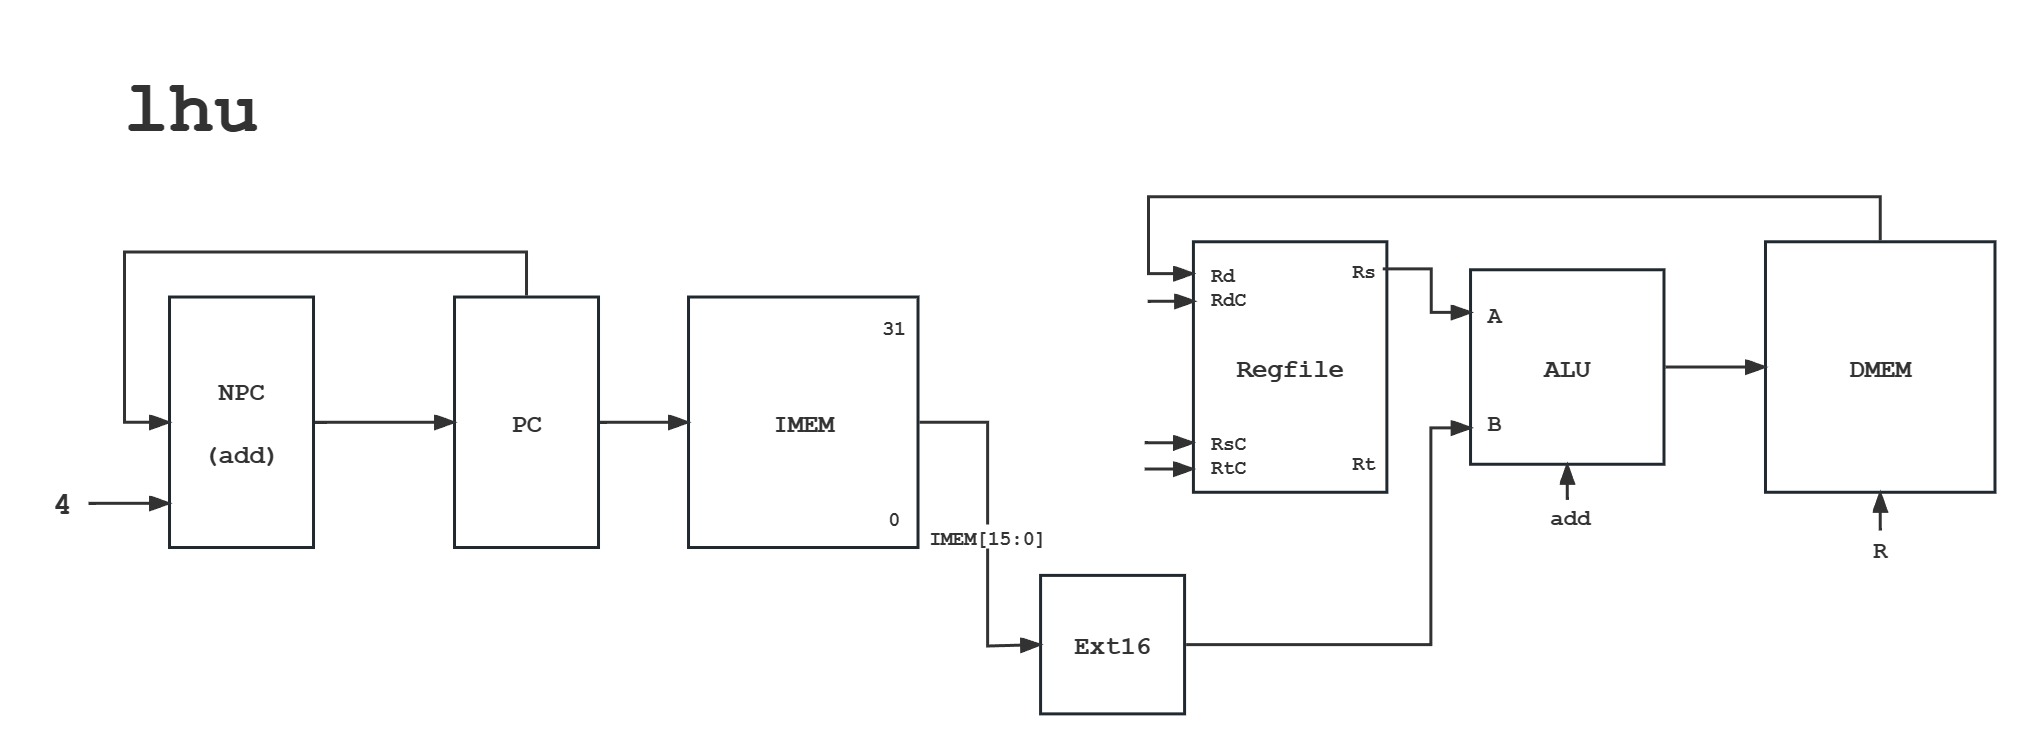 lhu
NPC
(add)
4
PC
31
IMEM
0
IMEM[15:0]
Ext16
Rd
RdC
Rs
Regfile
RsC
RtC
Rt
A
ALU
B
add
DMEM
R